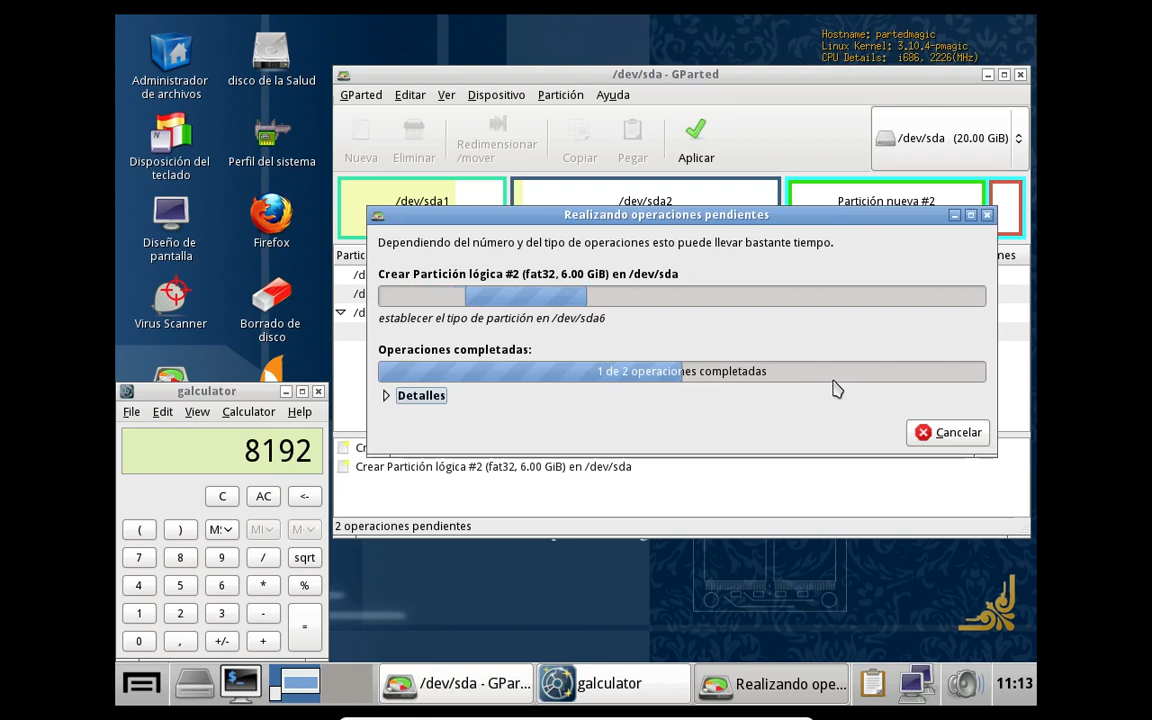 Hostname: partedmagic
Linux Kernel: 3.10.4-pmagic
CPU Details: i686, 2226(MHz)
Administrador
de archivos
disco de la Salud
Disposición del
teclado
Perfil del sistema
Diseño de
pantalla
Firefox
Virus Scanner
Borrado de
disco
/dev/sda - GParted
GParted Editar Ver Dispositivo Partición Ayuda
Nueva Eliminar Redimensionar
/mover Copiar Pegar Aplicar
/dev/sda (20.00 GiB)
/dev/sda1 /dev/sda2 Partición nueva #2
Partic
nes
/d
/d
/d
Realizando operaciones pendientes
Dependiendo del número y del tipo de operaciones esto puede llevar bastante tiempo.
Crear Partición lógica #2 (fat32, 6.00 GiB) en /dev/sda
establecer el tipo de partición en /dev/sda6
Operaciones completadas:
1 de 2 operaciones completadas
Detalles
Cancelar
Cr
Crear Partición lógica #2 (fat32, 6.00 GiB) en /dev/sda
2 operaciones pendientes
galculator
File Edit View Calculator Help
8192
C AC <-
( ) M: M-
7 8 9 / sqrt
4 5 6 * %
1 2 3 - =
0 , +/- +
/dev/sda - GPar... galculator Realizando ope... 11:13